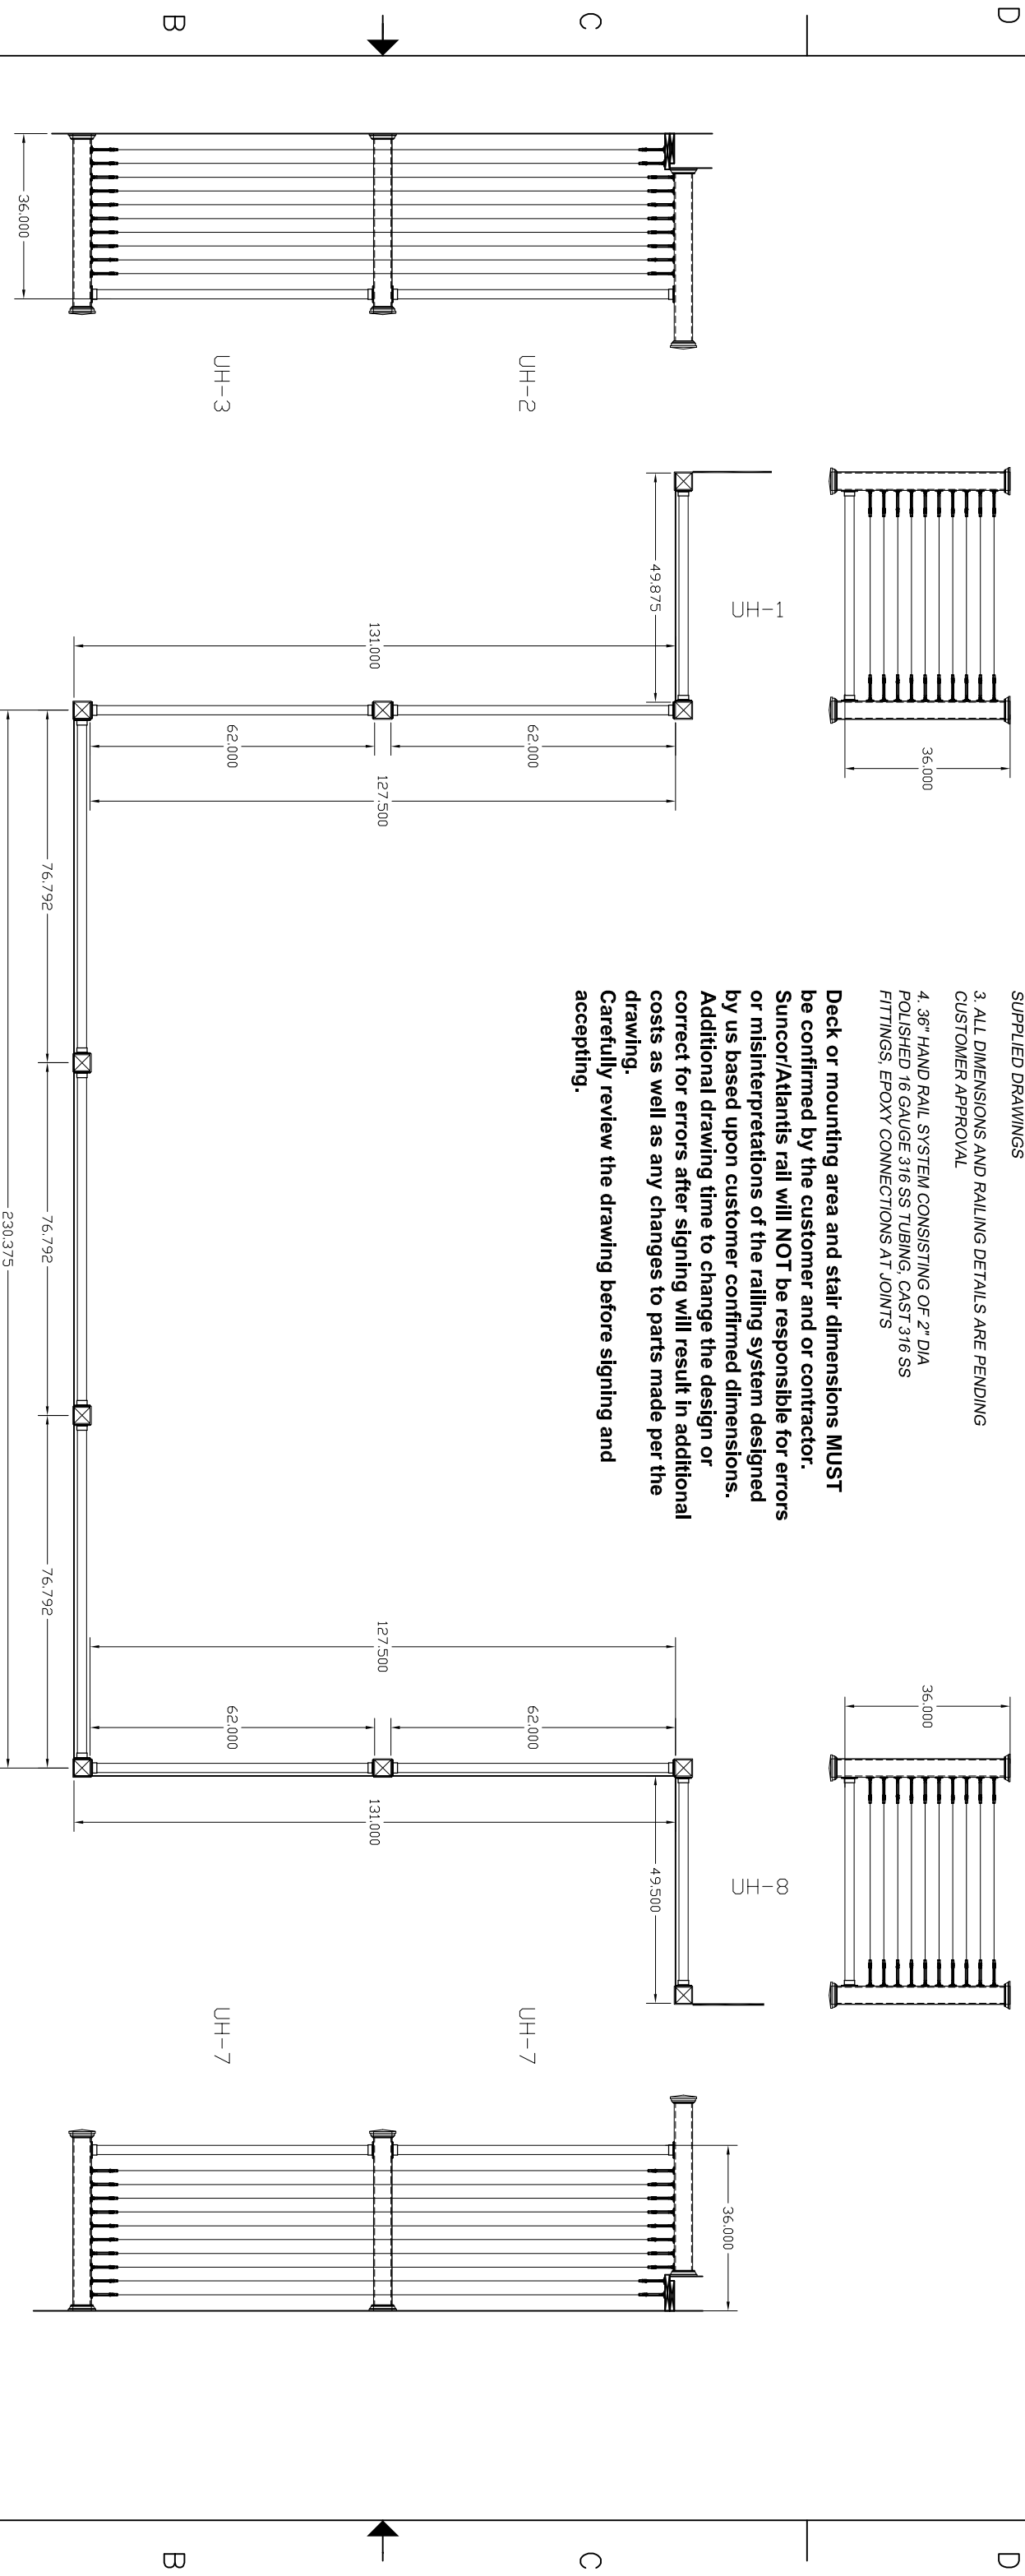 D
C
B
SUPPLIED DRAWINGS
3. ALL DIMENSIONS AND RAILING DETAILS ARE PENDING
CUSTOMER APPROVAL
4. 36" HAND RAIL SYSTEM CONSISTING OF 2" DIA
POLISHED 16 GAUGE 316 SS TUBING, CAST 316 SS
FITTINGS, EPOXY CONNECTIONS AT JOINTS
Deck or mounting area and stair dimensions MUST
be confirmed by the customer and or contractor.
Suncor/Atlantis rail will NOT be responsible for errors
or misinterpretations of the railing system designed
by us based upon customer confirmed dimensions.
Additional drawing time to change the design or
correct for errors after signing will result in additional
costs as well as any changes to parts made per the
drawing.
Carefully review the drawing before signing and
accepting.
36.000
36.000
UH-1
UH-8
49.875
49.500
36.000
UH-2
62.000
62.000
UH-7
131.000
127.500
127.500
131.000
UH-3
62.000
62.000
UH-7
36.000
76.792
76.792
76.792
230.375
D
C
B